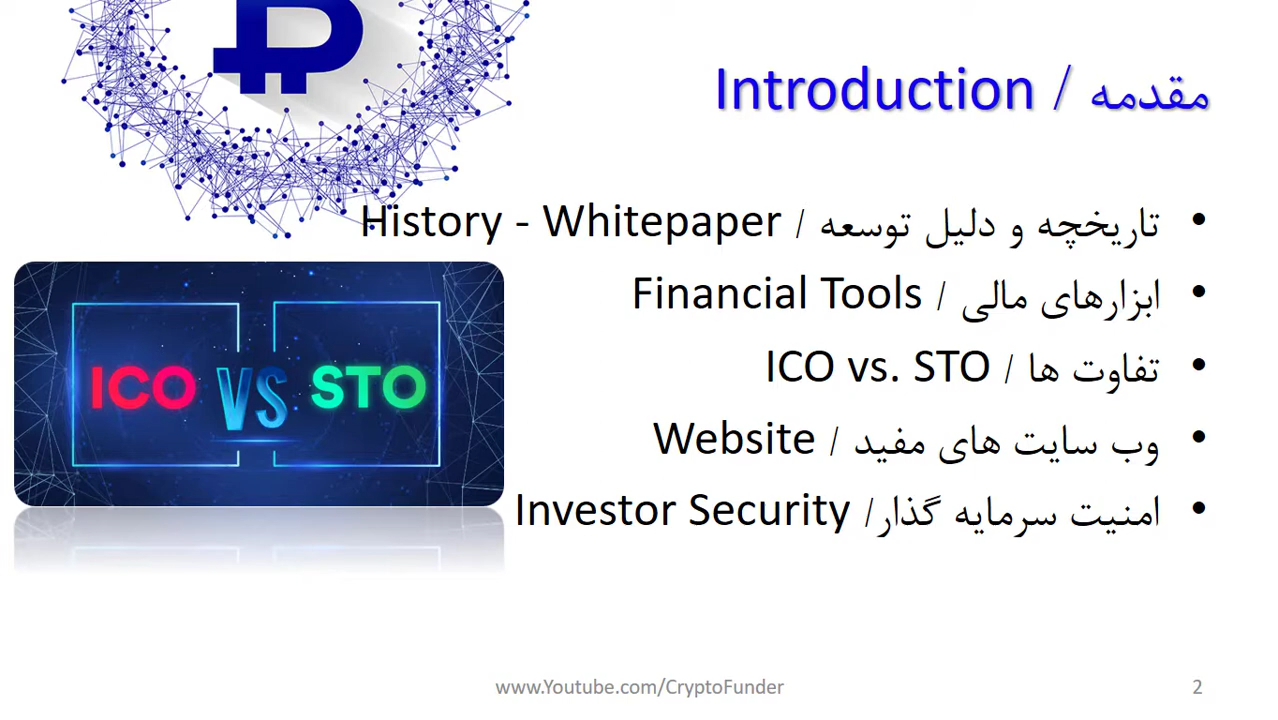 مقدمه / Introduction
• تاریخچه و دلیل توسعه / History - Whitepaper
• ابزارهای مالی / Financial Tools
• تفاوت ها / ICO vs. STO
• وب سایت های مفید / Website
• امنیت سرمایه گذار/ Investor Security
ICO VS STO
www.Youtube.com/CryptoFunder
2